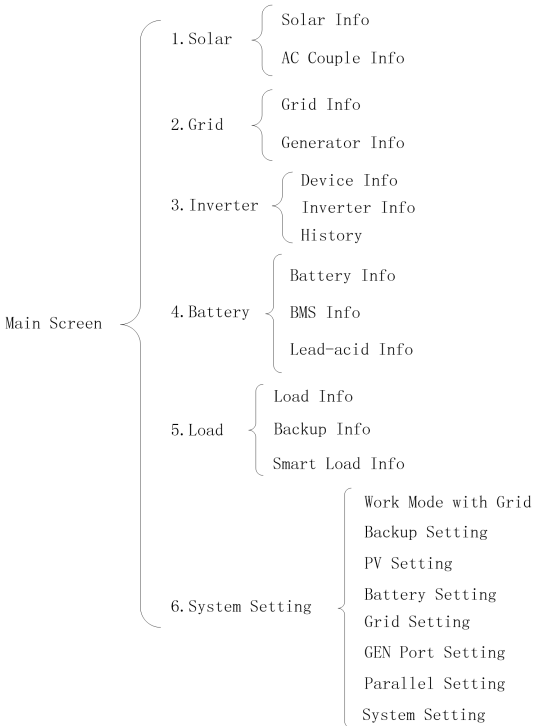 Main Screen
1.Solar
Solar Info
AC Couple Info
2.Grid
Grid Info
Generator Info
3.Inverter
Device Info
Inverter Info
History
4.Battery
Battery Info
BMS Info
Lead-acid Info
5.Load
Load Info
Backup Info
Smart Load Info
6.System Setting
Work Mode with Grid
Backup Setting
PV Setting
Battery Setting
Grid Setting
GEN Port Setting
Parallel Setting
System Setting